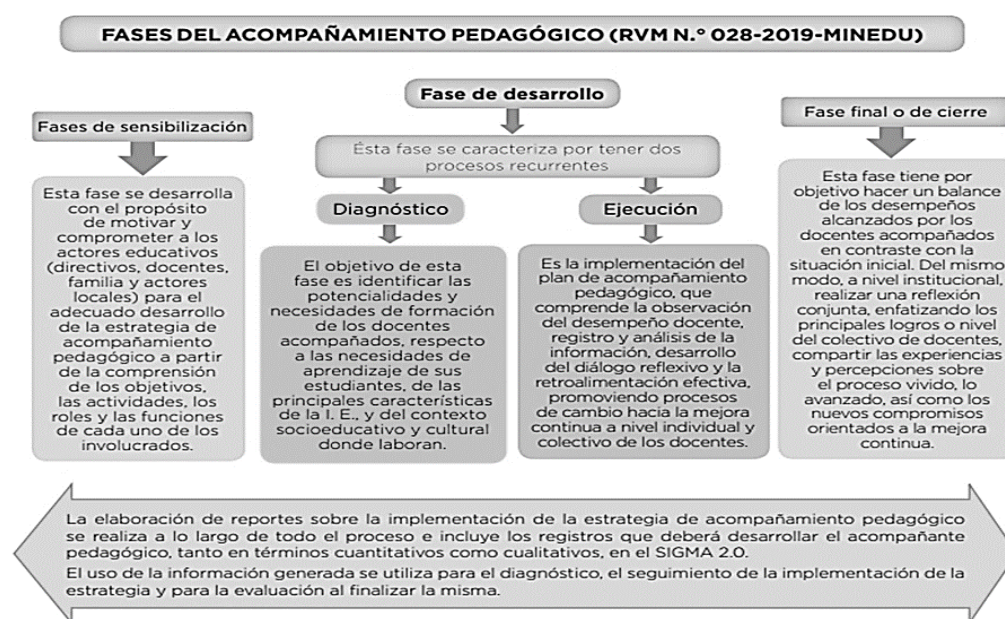 FASES DEL ACOMPAÑAMIENTO PEDAGÓGICO (RVM N.° 028-2019-MINEDU)
Fases de sensibilización
Esta fase se desarrolla
con el propósito
de motivar y
comprometer a los
actores educativos
(directivos, docentes,
familia y actores
locales) para el
adecuado desarrollo
de la estrategia de
acompañamiento
pedagógico a partir
de la comprensión
de los objetivos,
las actividades, los
roles y las funciones
de cada uno de los
involucrados.
Fase de desarrollo
Ésta fase se caracteriza por tener dos
procesos recurrentes
Diagnóstico
El objetivo de esta
fase es identificar las
potencialidades y
necesidades de formación
de los docentes
acompañados, respecto
a las necesidades de
aprendizaje de sus
estudiantes, de las
principales características
de la I. E., y del contexto
socioeducativo y cultural
donde laboran.
Ejecución
Es la implementación del
plan de acompañamiento
pedagógico, que
comprende la observación
del desempeño docente,
registro y análisis de la
información, desarrollo
del diálogo reflexivo y la
retroalimentación efectiva,
promoviendo procesos
de cambio hacia la mejora
continua a nivel individual y
colectivo de los docentes.
Fase final o de cierre
Esta fase tiene por
objetivo hacer un balance
de los desempeños
alcanzados por los
docentes acompañados
en contraste con la
situación inicial. Del mismo
modo, a nivel institucional,
realizar una reflexión
conjunta, enfatizando los
principales logros o nivel
del colectivo de docentes,
compartir las experiencias
y percepciones sobre
el proceso vivido, lo
avanzado, así como los
nuevos compromisos
orientados a la mejora
continua.
La elaboración de reportes sobre la implementación de la estrategia de acompañamiento pedagógico
se realiza a lo largo de todo el proceso e incluye los registros que deberá desarrollar el acompañante
pedagógico, tanto en términos cuantitativos como cualitativos, en el SIGMA 2.0.
El uso de la información generada se utiliza para el diagnóstico, el seguimiento de la implementación de la
estrategia y para la evaluación al finalizar la misma.